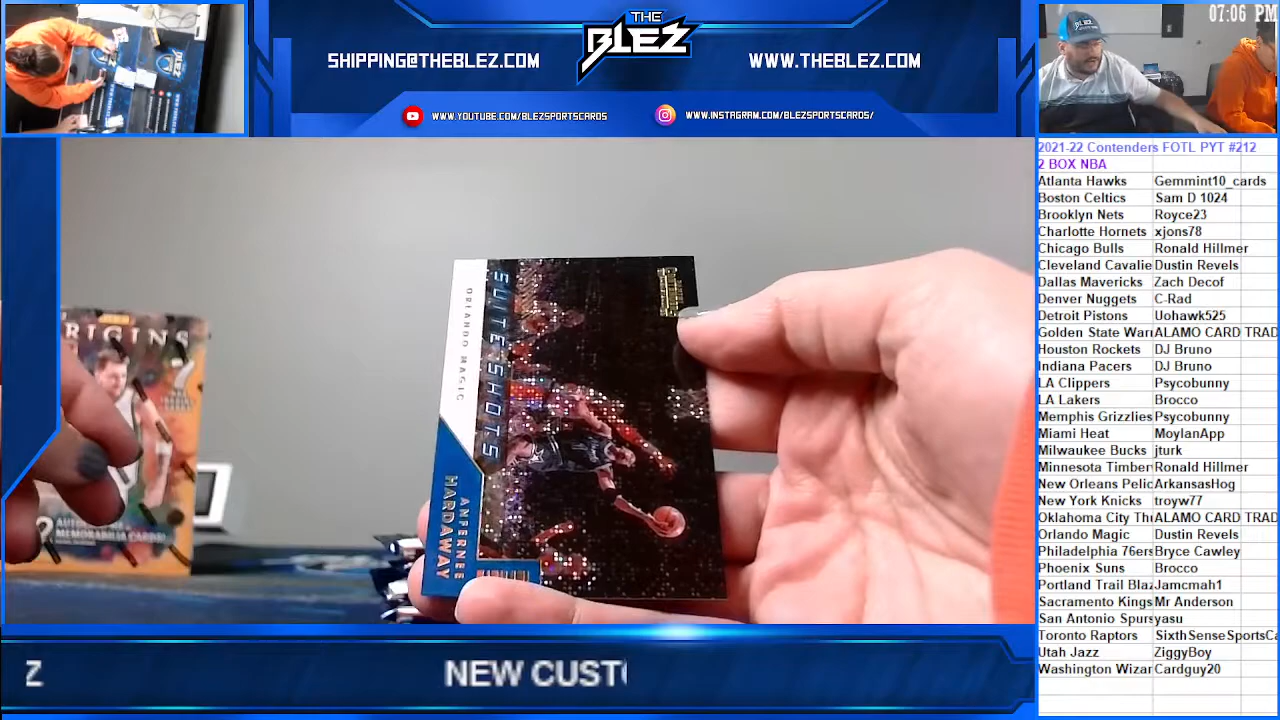 07:06 PM
THE
BLEZ
SHIPPING@THEBLEZ.COM
WWW.THEBLEZ.COM
WWW.YOUTUBE.COM/BLEZSPORTSCARDS
WWW.INSTAGRAM.COM/BLEZSPORTSCAROS/
SUITE SHOTS
ORLANDO MAGIC
ANFERNEE
HARDAWAY
7
2021-22 Contenders FOTL PYT #212
2 BOX NBA
Atlanta Hawks Gemmint10_cards
Boston Celtics Sam D 1024
Brooklyn Nets Royce23
Charlotte Hornets xjons78
Chicago Bulls Ronald Hillmer
Cleveland Cavalie Dustin Revels
Dallas Mavericks Zach Decof
Denver Nuggets C-Rad
Detroit Pistons Uohawk525
Golden State Warr ALAMO CARD TRAD
Houston Rockets DJ Bruno
Indiana Pacers DJ Bruno
LA Clippers Psycobunny
LA Lakers Brocco
Memphis Grizzlies Psycobunny
Miami Heat MoylanApp
Milwaukee Bucks jturk
Minnesota Timber Ronald Hillmer
New Orleans Pelic ArkansasHog
New York Knicks troyw77
Oklahoma City Thu ALAMO CARD TRAD
Orlando Magic Dustin Revels
Philadelphia 76ers Bryce Cawley
Phoenix Suns Brocco
Portland Trail Blaz Jamcmah1
Sacramento Kings Mr Anderson
San Antonio Spurs yasu
Toronto Raptors SixthSenseSportsCa
Utah Jazz ZiggyBoy
Washington Wizar Cardguy20
Z
NEW CUST